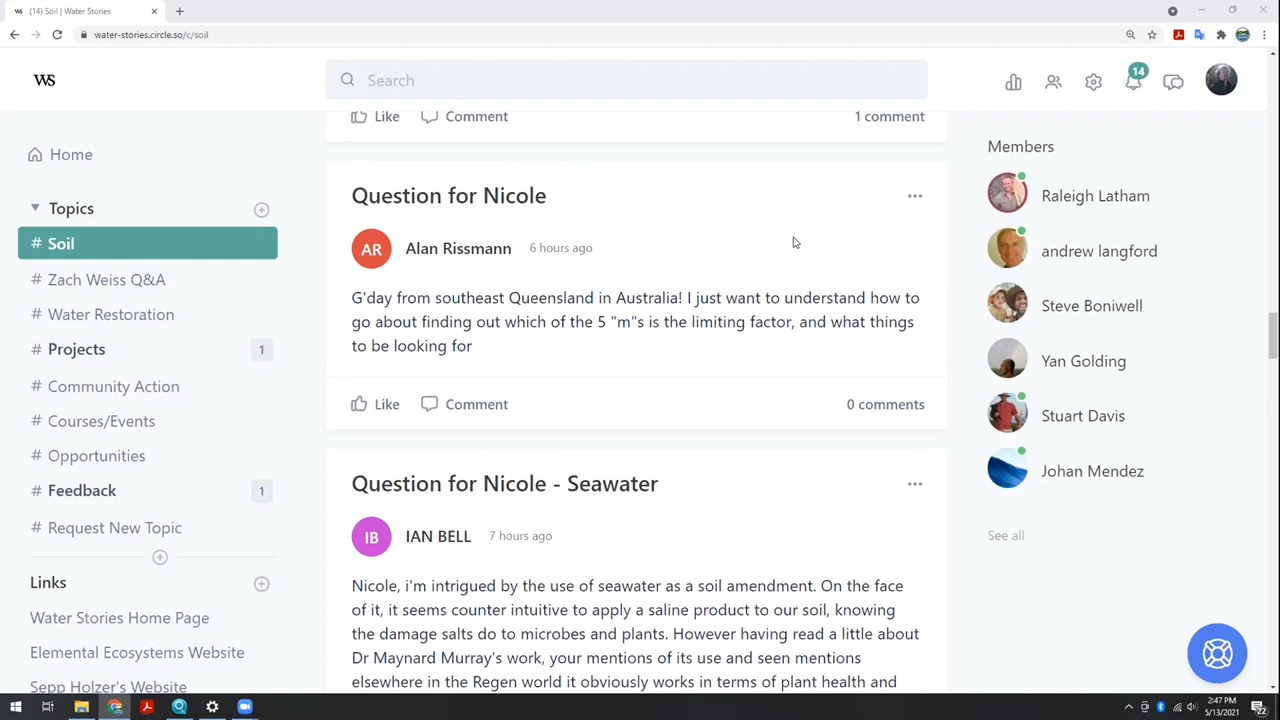 (14) Soil | Water Stories
water-stories.circle.so/c/soil
WS
Search
14
Like
Comment
1 comment
Home
Topics
# Soil
# Zach Weiss Q&A
# Water Restoration
# Projects
1
# Community Action
# Courses/Events
# Opportunities
# Feedback
1
# Request New Topic
Links
Water Stories Home Page
Elemental Ecosystems Website
Sepp Holzer's Website
Question for Nicole
AR
Alan Rissmann
6 hours ago
G'day from southeast Queensland in Australia! I just want to understand how to
go about finding out which of the 5 "m"s is the limiting factor, and what things
to be looking for
Like
Comment
0 comments
Question for Nicole - Seawater
IB
IAN BELL
7 hours ago
Nicole, i'm intrigued by the use of seawater as a soil amendment. On the face
of it, it seems counter intuitive to apply a saline product to our soil, knowing
the damage salts do to microbes and plants. However having read a little about
Dr Maynard Murray's work, your mentions of its use and seen mentions
elsewhere in the Regen world it obviously works in terms of plant health and
Members
Raleigh Latham
andrew langford
Steve Boniwell
Yan Golding
Stuart Davis
Johan Mendez
See all
2:47 PM
5/13/2021
22